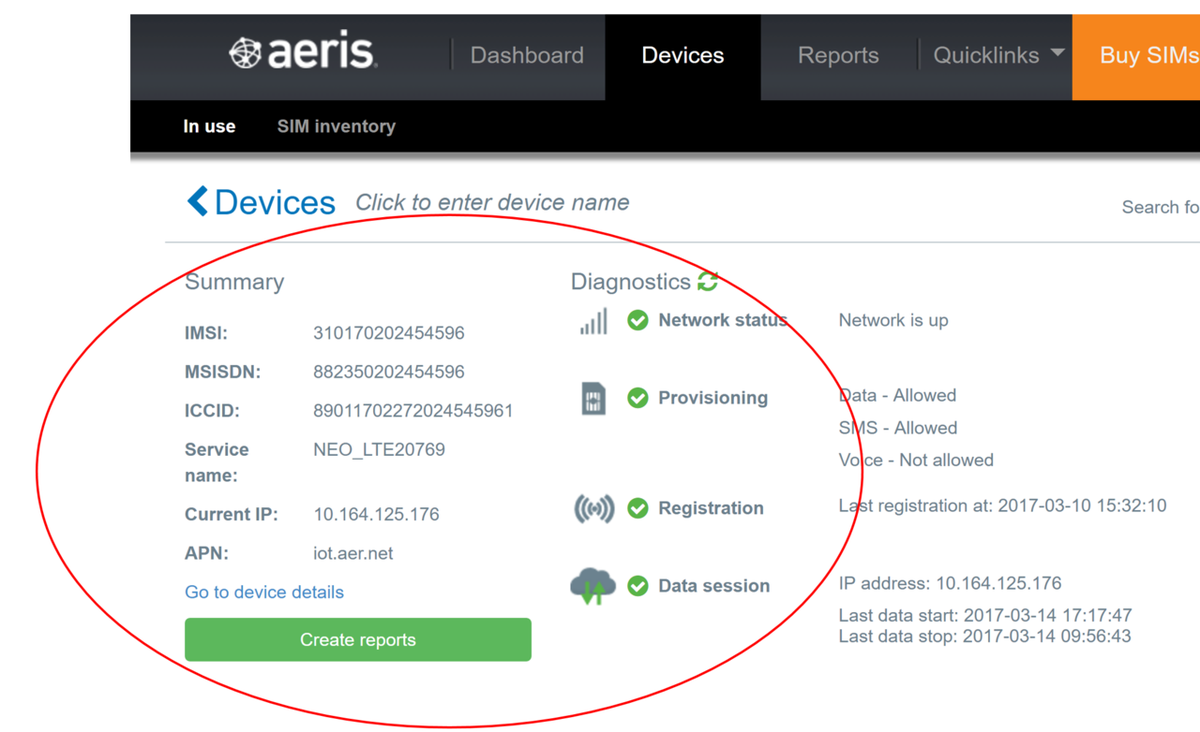 aeris
Dashboard
Devices
Reports
Quicklinks
Buy SIMs
In use
SIM inventory
Devices
Click to enter device name
Search fo
Summary
IMSI: 310170202454596
MSISDN: 882350202454596
ICCID: 89011702272024545961
Service name: NEO_LTE20769
Current IP: 10.164.125.176
APN: iot.aer.net
Go to device details
Create reports
Diagnostics
Network status
Network is up
Provisioning
Data - Allowed
SMS - Allowed
Voice - Not allowed
Registration
Last registration at: 2017-03-10 15:32:10
Data session
IP address: 10.164.125.176
Last data start: 2017-03-14 17:17:47
Last data stop: 2017-03-14 09:56:43